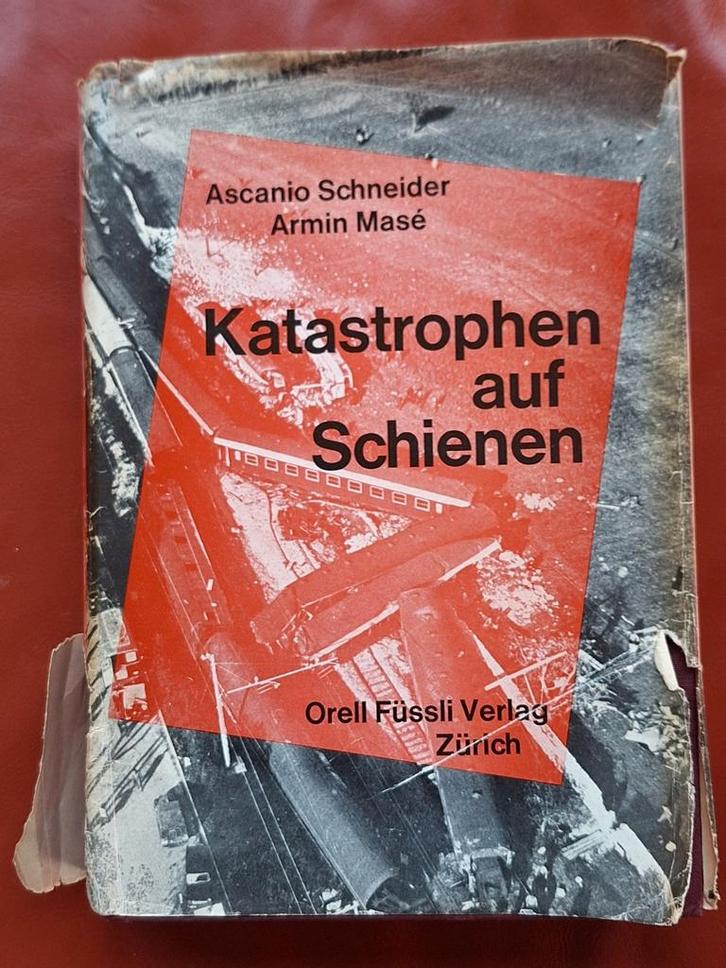 Ascanio Schneider
Armin Masé
Katastrophen
auf
Schienen
Orell Füssli Verlag
Zürich